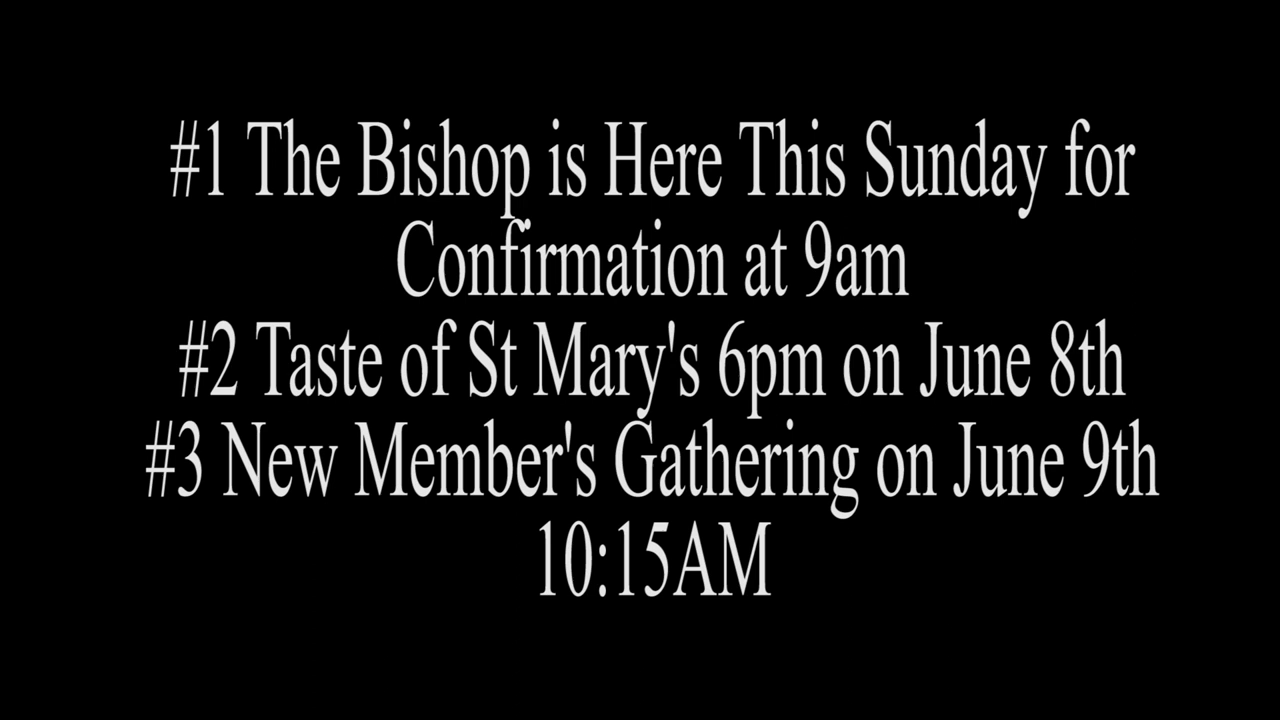 #1 The Bishop is Here This Sunday for
Confirmation at 9am
#2 Taste of St Mary's 6pm on June 8th
#3 New Member's Gathering on June 9th
10:15AM